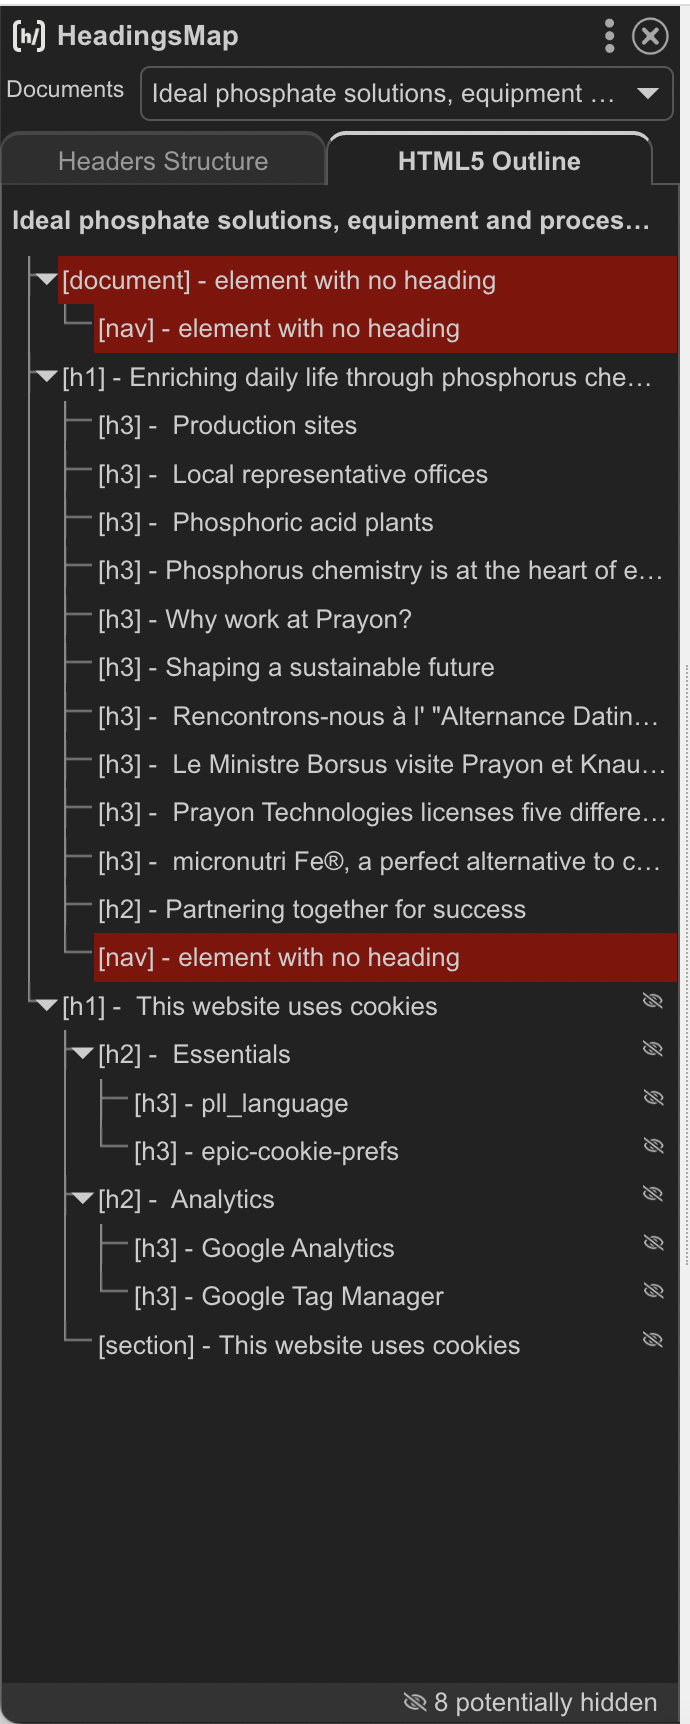 [h/] HeadingsMap
Documents
Ideal phosphate solutions, equipment ...
Headers Structure
HTML5 Outline
Ideal phosphate solutions, equipment and proces...
[document] - element with no heading
[nav] - element with no heading
[h1] - Enriching daily life through phosphorus che...
[h3] - Production sites
[h3] - Local representative offices
[h3] - Phosphoric acid plants
[h3] - Phosphorus chemistry is at the heart of e...
[h3] - Why work at Prayon?
[h3] - Shaping a sustainable future
[h3] - Rencontrons-nous à l' "Alternance Datin...
[h3] - Le Ministre Borsus visite Prayon et Knau...
[h3] - Prayon Technologies licenses five differe...
[h3] - micronutri Fe®, a perfect alternative to c...
[h2] - Partnering together for success
[nav] - element with no heading
[h1] - This website uses cookies
[h2] - Essentials
[h3] - pll_language
[h3] - epic-cookie-prefs
[h2] - Analytics
[h3] - Google Analytics
[h3] - Google Tag Manager
[section] - This website uses cookies
8 potentially hidden